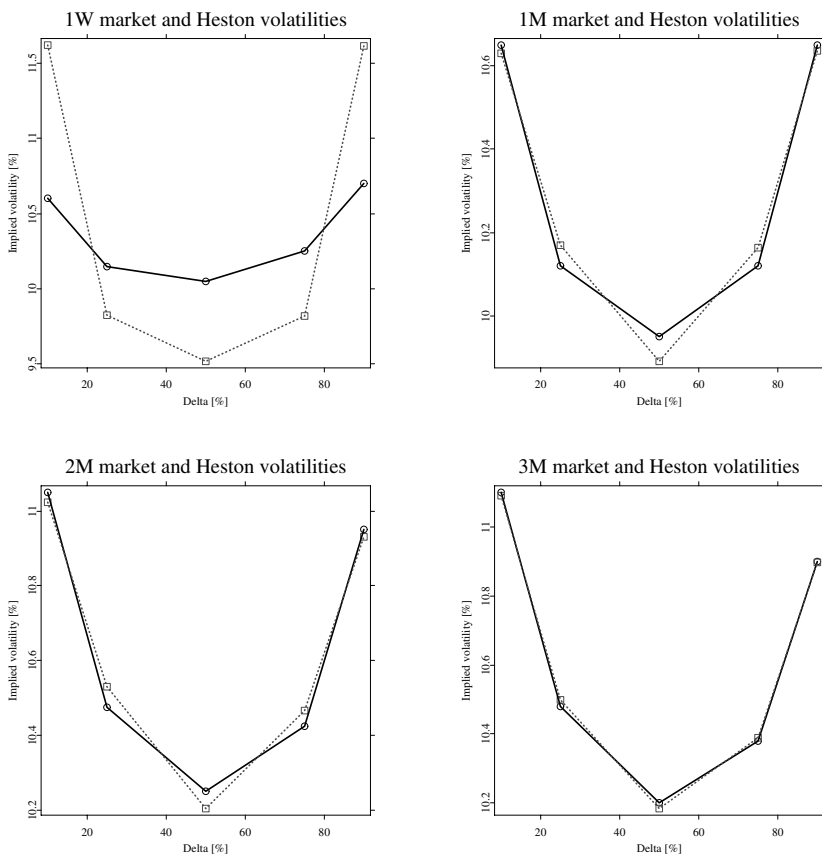 1W market and Heston volatilities
Implied volatility [%]
11.5
11
10.5
10
9.5
20 40 60 80
Delta [%]
1M market and Heston volatilities
Implied volatility [%]
10.6
10.4
10.2
10
20 40 60 80
Delta [%]
2M market and Heston volatilities
Implied volatility [%]
11
10.8
10.6
10.4
10.2
20 40 60 80
Delta [%]
3M market and Heston volatilities
Implied volatility [%]
11
10.8
10.6
10.4
10.2
20 40 60 80
Delta [%]